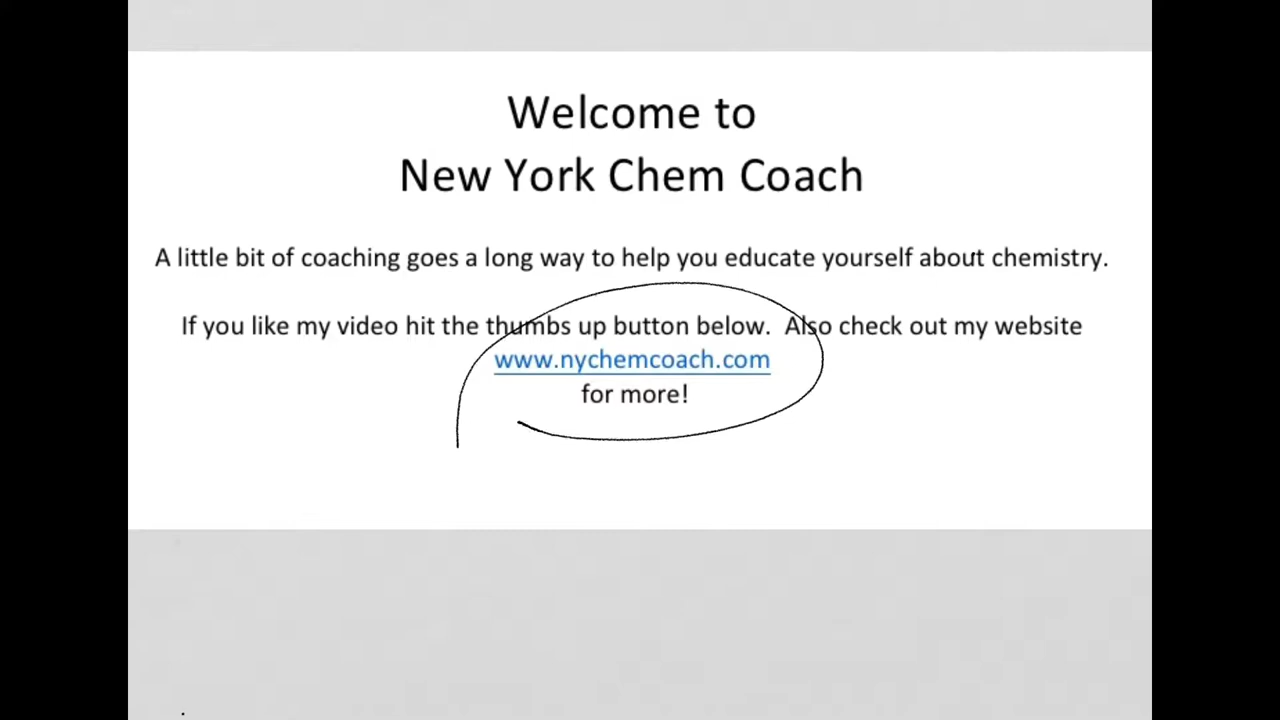 Welcome to
New York Chem Coach
A little bit of coaching goes a long way to help you educate yourself about chemistry.
If you like my video hit the thumbs up button below.  Also check out my website
www.nychemcoach.com
for more!